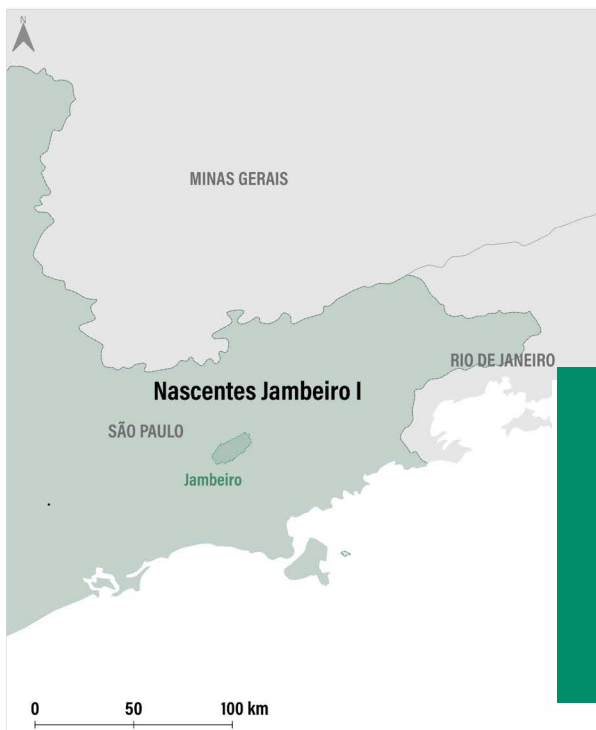 N
MINAS GERAIS
RIO DE JANEIRO
Nascentes Jambeiro I
SÃO PAULO
Jambeiro
0 50 100 km